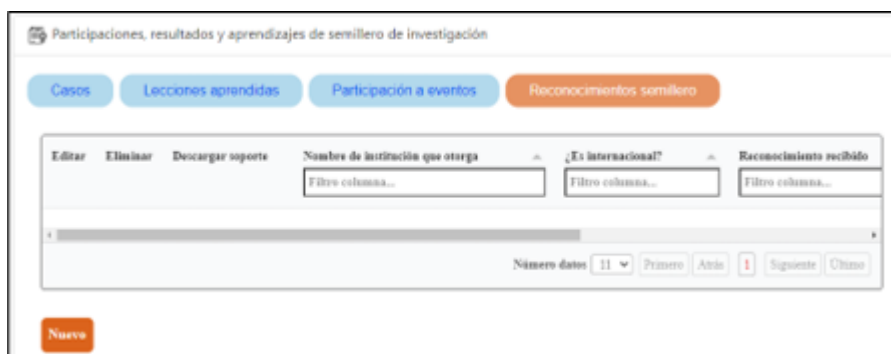 Participaciones, resultados y aprendizajes de semillero de investigación
Casos Lecciones aprendidas Participación a eventos Reconocimientos semillero
Editar Eliminar Descargar soporte Nombre de institución que otorga ¿Es internacional? Reconocimiento recibido
Filtro columna... Filtro columna... Filtro columna...
Número datos 11 Primero Atrás 1 Siguiente Último
Nuevo